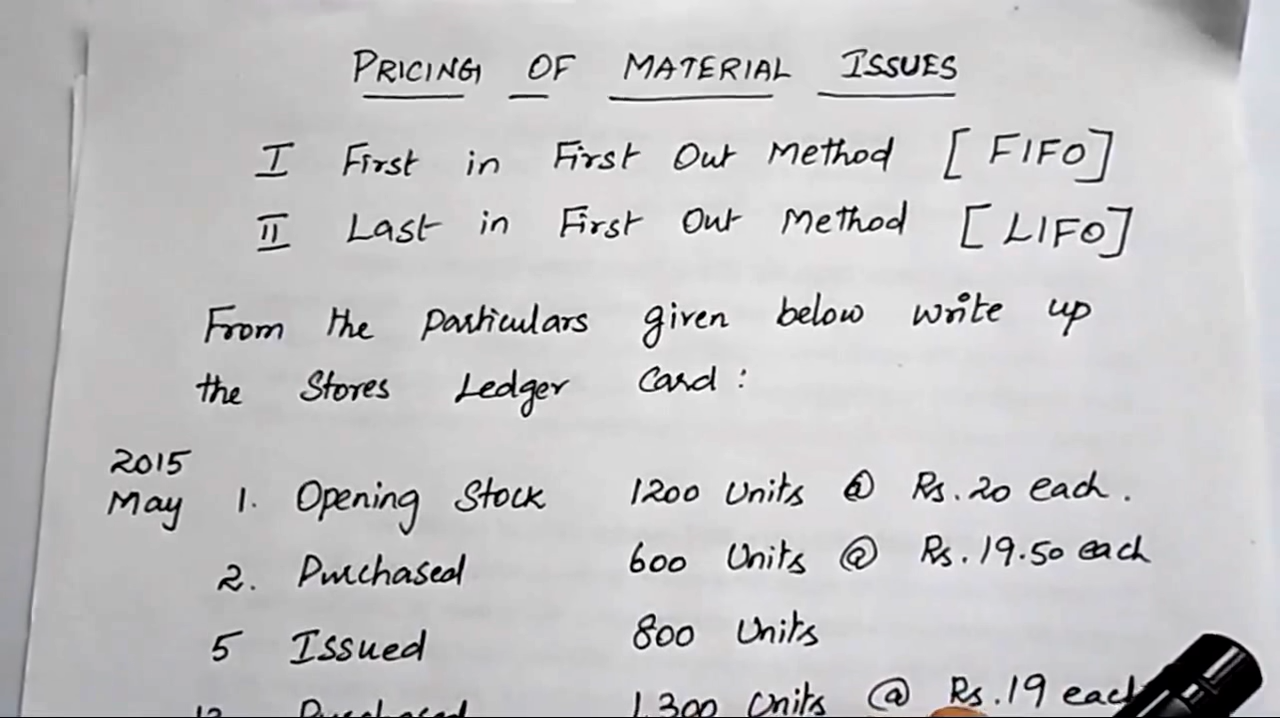 PRICING OF MATERIAL ISSUES
I First in First Out Method [FIFO]
II Last in First Out Method [LIFO]
From the particulars given below write up
the Stores Ledger Card :
2015
May 1. Opening Stock 1200 Units @ Rs.20 each.
2. Purchased 600 Units @ Rs.19.50 each
5 Issued 800 Units
Purchased 1,300 Units @ Rs.19 each